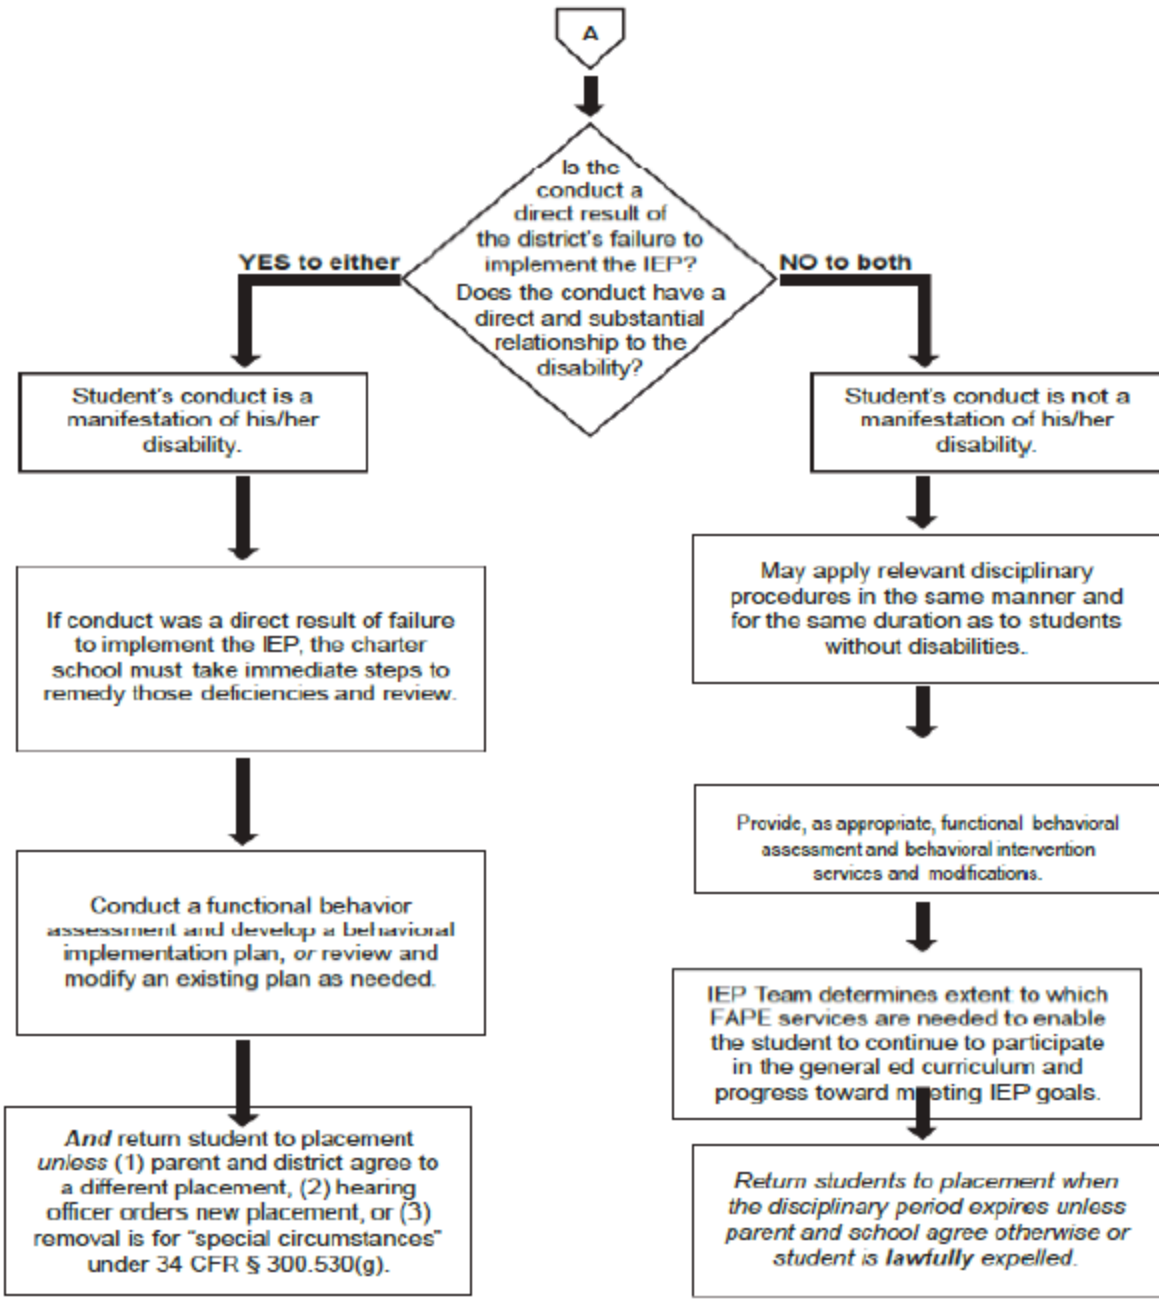 A
Is the
conduct a
direct result of
the district's failure to
implement the IEP?
Does the conduct have a
direct and substantial
relationship to the
disability?
YES to either
NO to both
Student's conduct is a
manifestation of his/her
disability.
If conduct was a direct result of failure
to implement the IEP, the charter
school must take immediate steps to
remedy those deficiencies and review.
Conduct a functional behavior
assessment and develop a behavioral
implementation plan, or review and
modify an existing plan as needed.
And return student to placement
unless (1) parent and district agree to
a different placement, (2) hearing
officer orders new placement, or (3)
removal is for "special circumstances"
under 34 CFR § 300.530(g).
Student's conduct is not a
manifestation of his/her
disability.
May apply relevant disciplinary
procedures in the same manner and
for the same duration as to students
without disabilities.
Provide, as appropriate, functional behavioral
assessment and behavioral intervention
services and modifications.
IEP Team determines extent to which
FAPE services are needed to enable
the student to continue to participate
in the general ed curriculum and
progress toward meeting IEP goals.
Return students to placement when
the disciplinary period expires unless
parent and school agree otherwise or
student is lawfully expelled.